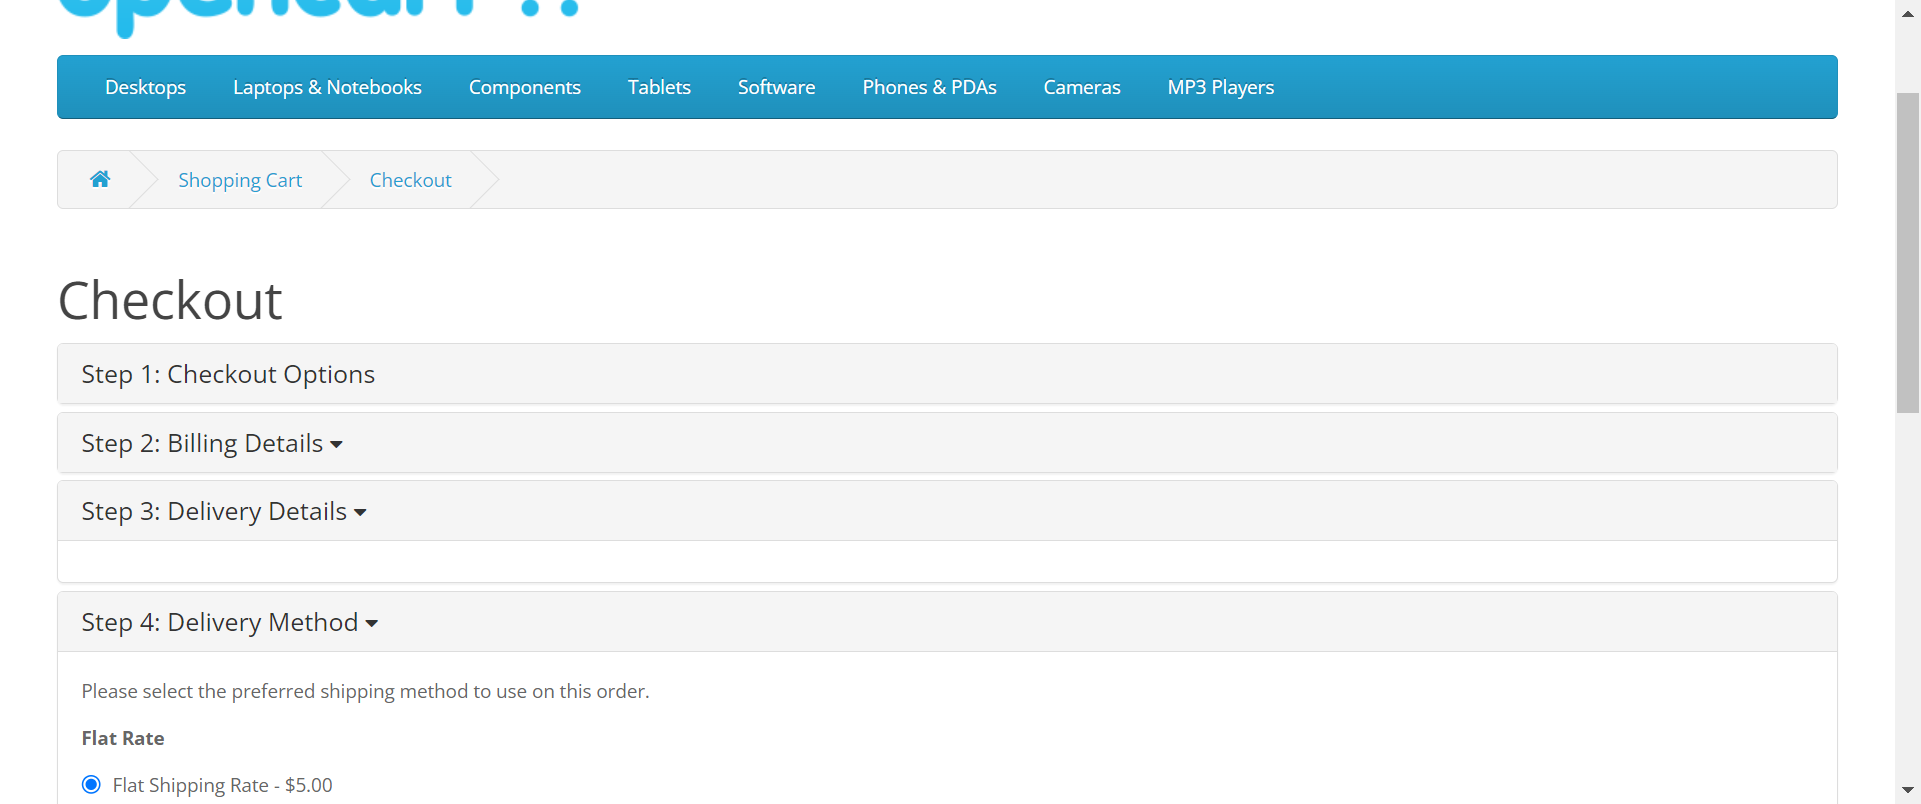 Desktops Laptops & Notebooks Components Tablets Software Phones & PDAs Cameras MP3 Players
Shopping Cart Checkout
Checkout
Step 1: Checkout Options
Step 2: Billing Details
Step 3: Delivery Details
Step 4: Delivery Method
Please select the preferred shipping method to use on this order.
Flat Rate
Flat Shipping Rate - $5.00